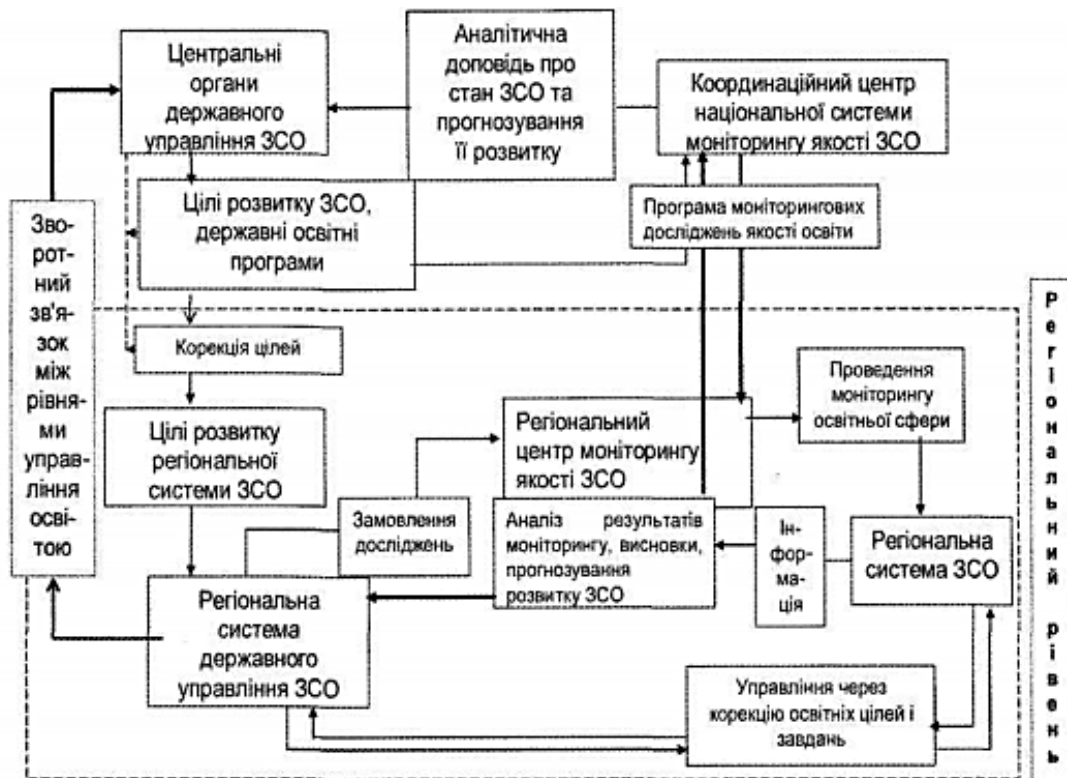 Центральні
органи
державного
управління ЗСО
Аналітична
доповідь про
стан ЗСО та
прогнозування
її розвитку
Координаційний центр
національної системи
моніторингу якості ЗСО
Цілі розвитку ЗСО,
державні освітні
програми
Програма моніторингових
досліджень якості освіти
Зво-
рот-
ний
зв'я-
зок
між
рівня-
ми
управ-
ління
осві-
тою
Корекція цілей
Проведення
моніторингу
освітньої сфери
Цілі розвитку
регіональної
системи ЗСО
Регіональний
центр моніторингу
якості ЗСО
Замовлення
досліджень
Аналіз результатів
моніторингу, висновки,
прогнозування
розвитку ЗСО
Ін-
фор-
ма-
ція
Регіональна
система ЗСО
Регіональна
система
державного
управління ЗСО
Управління через
корекцію освітніх цілей і
завдань
Регіональний рівень